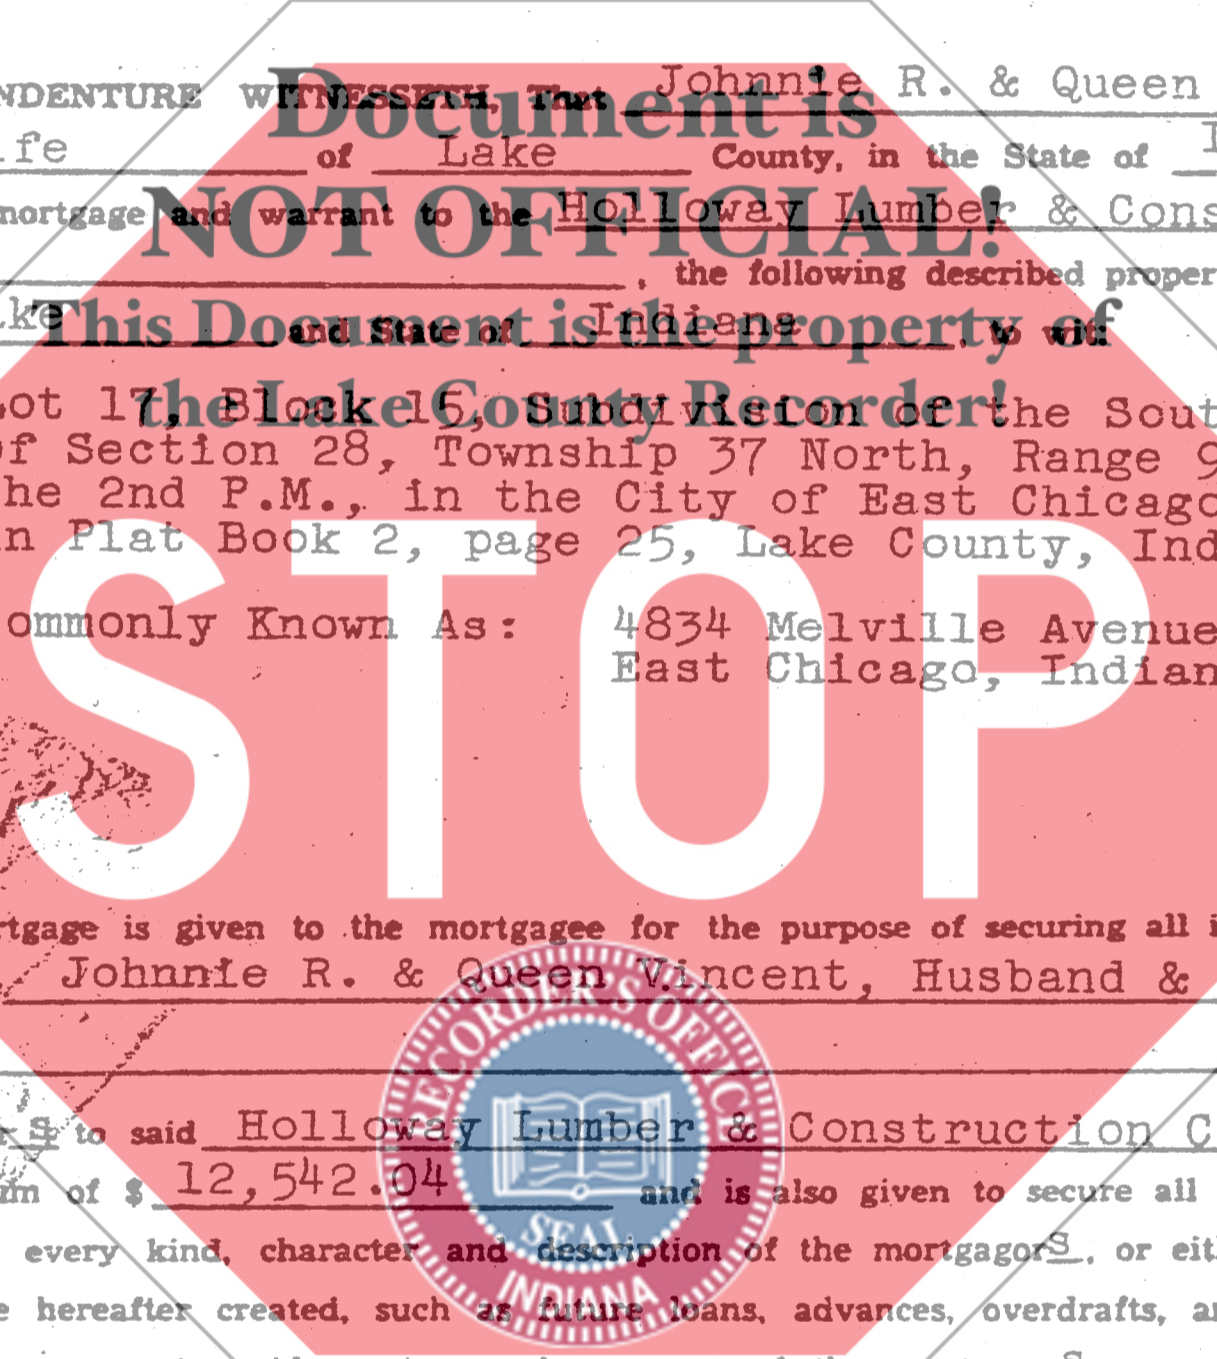 Document is
NOT OFFICIAL!
This Document is the property of
the Lake County Recorder!
STOP
NDENTURE WITNESSETH, That Johnnie R. & Queen
ife of Lake County, in the State of
mortgage and warrant to the Holloway Lumber & Cons
, the following described proper
ke and State of Indiana, to wit:
ot 17, Block 15, Subdivision of the Sout
f Section 28, Township 37 North, Range 9
he 2nd P.M., in the City of East Chicago
n Plat Book 2, page 25, Lake County, Ind
ommonly Known As: 4834 Melville Avenue
East Chicago, Indian
rtgage is given to the mortgagee for the purpose of securing all i
Johnnie R. & Queen Vincent, Husband &
r s to said Holloway Lumber & Construction C
um of $ 12,542.04 and is also given to secure all
every kind, character and description of the mortgagors, or eit
e hereafter created, such as future loans, advances, overdrafts, a
RECORDER'S OFFICE
SEAL
INDIANA